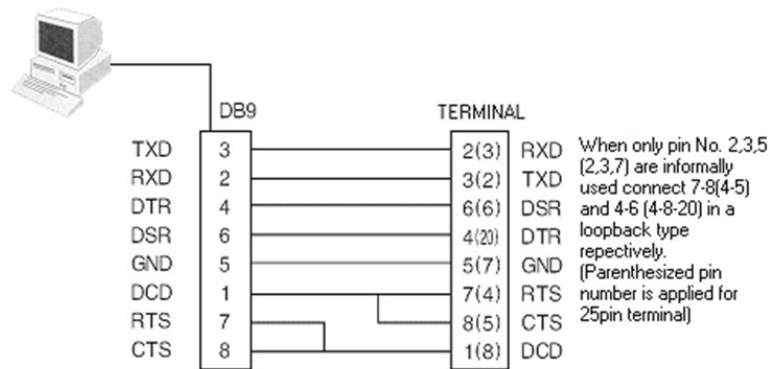 DB9 TERMINAL
TXD 3 2(3) RXD
RXD 2 3(2) TXD
DTR 4 6(6) DSR
DSR 6 4(20) DTR
GND 5 5(7) GND
DCD 1 7(4) RTS
RTS 7 8(5) CTS
CTS 8 1(8) DCD
When only pin No. 2,3,5
(2,3,7) are informally
used connect 7-8(4-5)
and 4-6 (4-8-20) in a
loopback type
repectively.
(Parenthesized pin
number is applied for
25pin terminal)